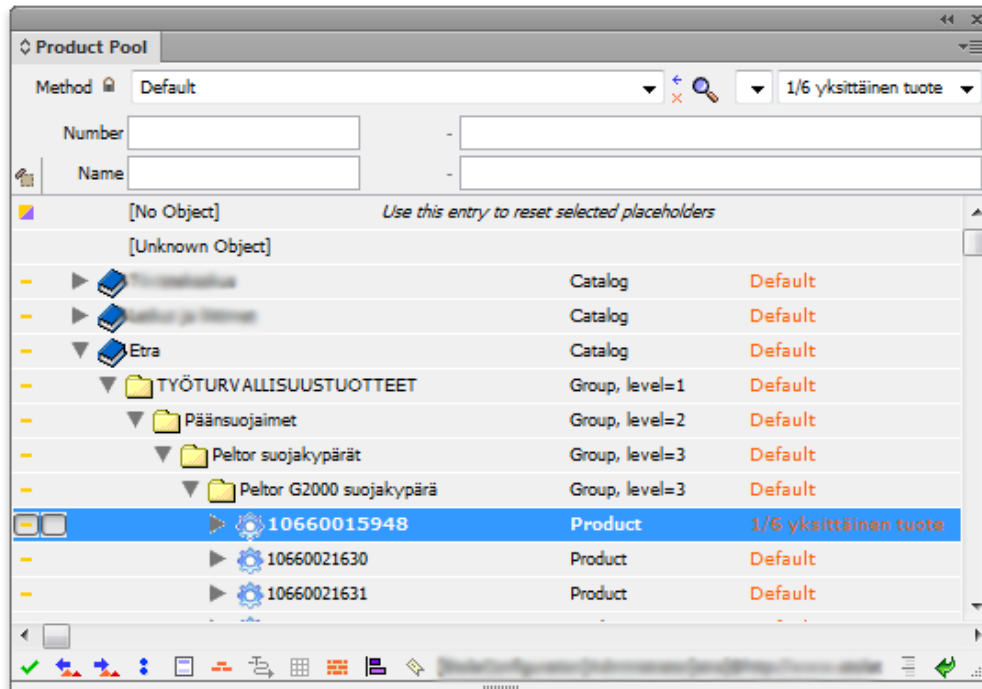 Product Pool
Method Default 1/6 yksittäinen tuote
Number -
Name -
[No Object] Use this entry to reset selected placeholders
[Unknown Object]
Catalog Default
Catalog Default
Etra Catalog Default
TYÖTURVALLISUUSTUOTTEET Group, level=1 Default
Päänsuojaimet Group, level=2 Default
Peltor suojakypärät Group, level=3 Default
Peltor G2000 suojakypärä Group, level=3 Default
10660015948 Product 1/6 yksittäinen tuote
10660021630 Product Default
10660021631 Product Default